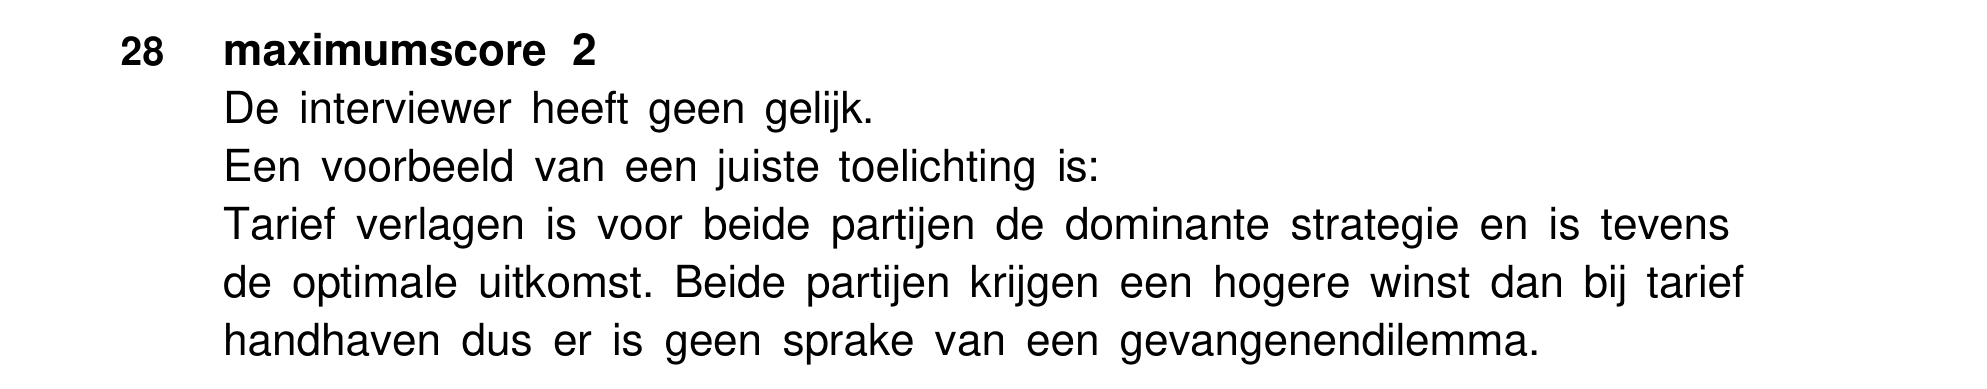 28 maximumscore 2
De interviewer heeft geen gelijk.
Een voorbeeld van een juiste toelichting is:
Tarief verlagen is voor beide partijen de dominante strategie en is tevens
de optimale uitkomst. Beide partijen krijgen een hogere winst dan bij tarief
handhaven dus er is geen sprake van een gevangenendilemma.